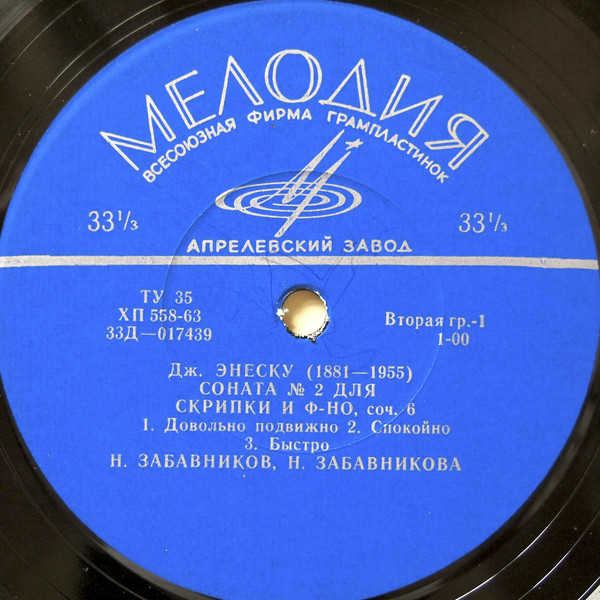 МЕЛОДИЯ
ВСЕСОЮЗНАЯ ФИРМА ГРАМПЛАСТИНОК
33⅓ 33⅓
АПРЕЛЕВСКИЙ ЗАВОД
ТУ 35
ХП 558-63
33Д—017439
Вторая гр.-1
1-00
Дж. ЭНЕСКУ (1881—1955)
СОНАТА № 2 ДЛЯ
СКРИПКИ И Ф-НО, соч. 6
1. Довольно подвижно 2. Спокойно
3. Быстро
Н. ЗАБАВНИКОВ, Н. ЗАБАВНИКОВА